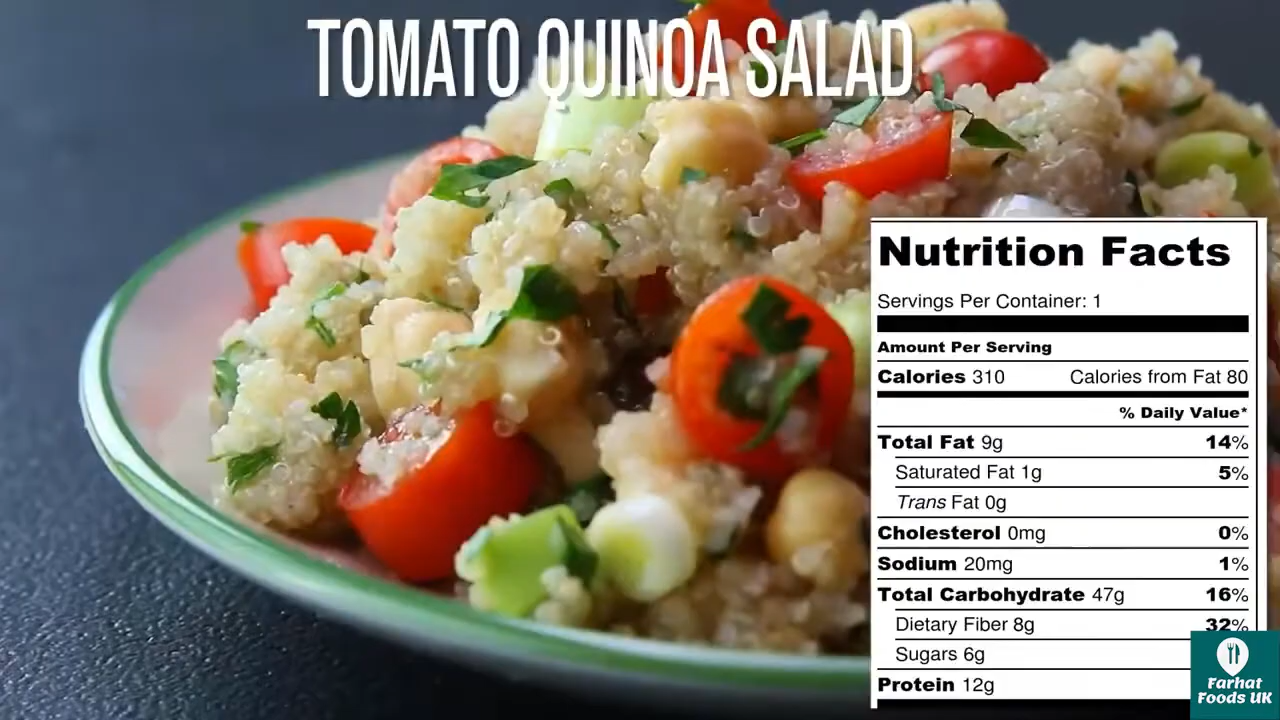 TOMATO QUINOA SALAD
Nutrition Facts
Servings Per Container: 1
Amount Per Serving
Calories 310 Calories from Fat 80
% Daily Value*
Total Fat 9g 14%
Saturated Fat 1g 5%
Trans Fat 0g
Cholesterol 0mg 0%
Sodium 20mg 1%
Total Carbohydrate 47g 16%
Dietary Fiber 8g 32%
Sugars 6g
Protein 12g
Farhat
Foods UK